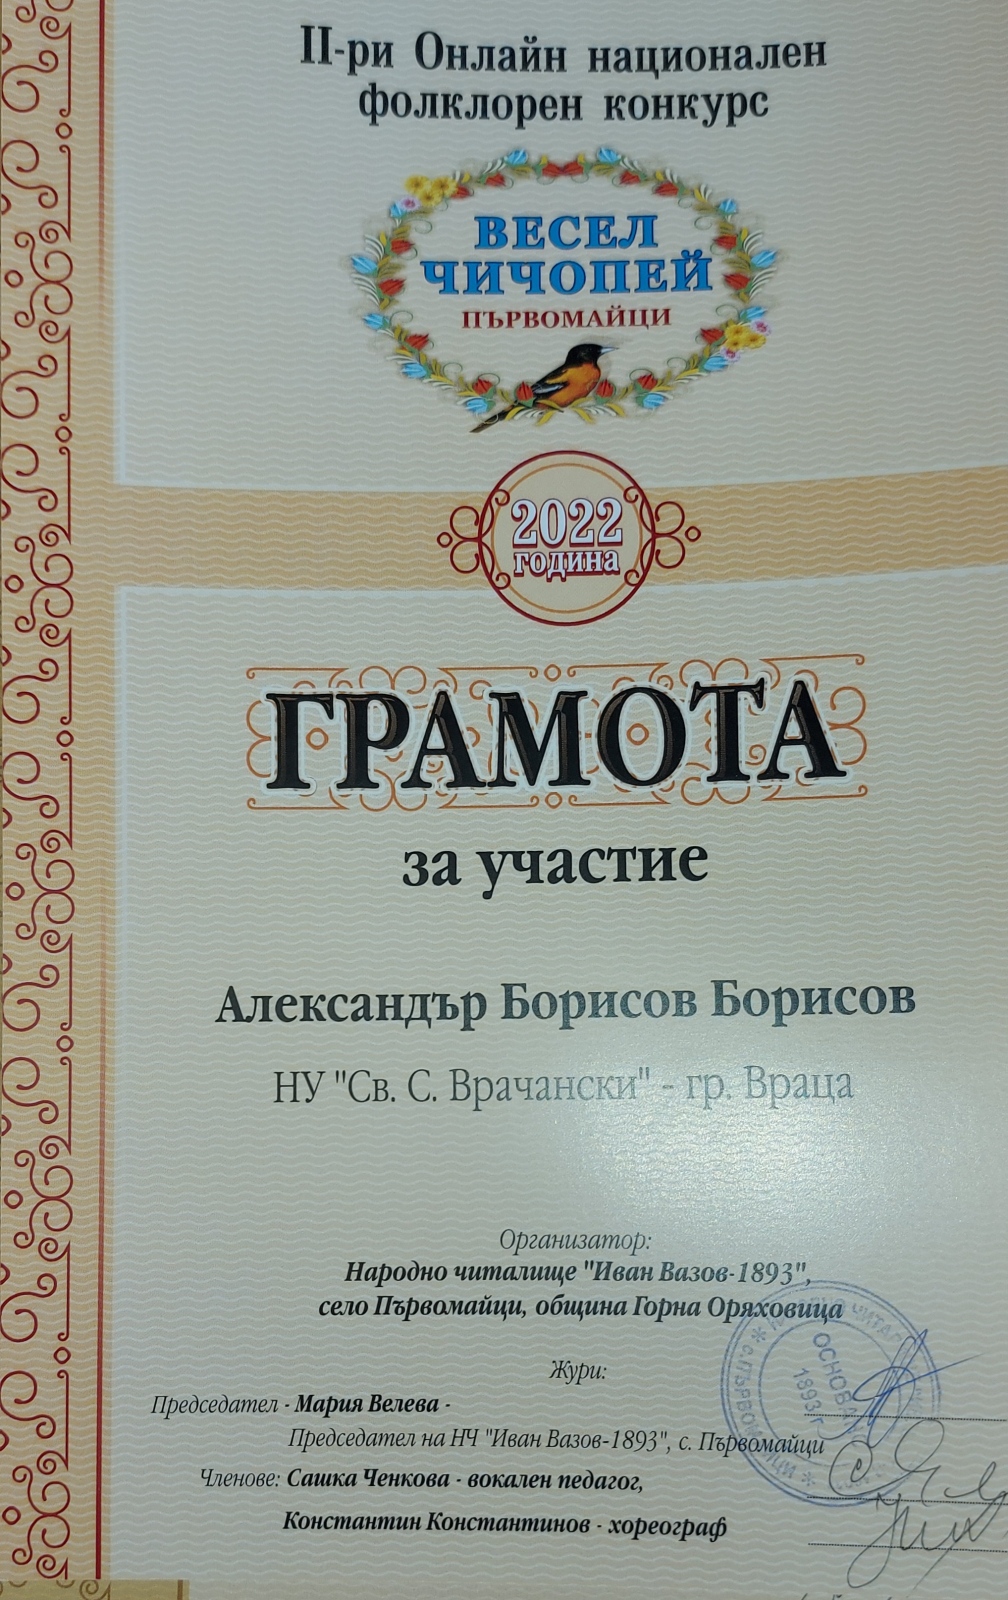 II-ри Онлайн национален
фолклорен конкурс
ВЕСЕЛ
ЧИЧОПЕЙ
ПЪРВОМАЙЦИ
2022
година
ГРАМОТА
за участие
Александър Борисов Борисов
НУ "Св. С. Врачански" - гр. Враца
Организатор:
Народно читалище "Иван Вазов-1893",
село Първомайци, община Горна Оряховица
Жури:
Председател - Мария Велева -
Председател на НЧ "Иван Вазов-1893", с. Първомайци
Членове: Сашка Ченкова - вокален педагог,
Константин Константинов - хореограф
1893 г.